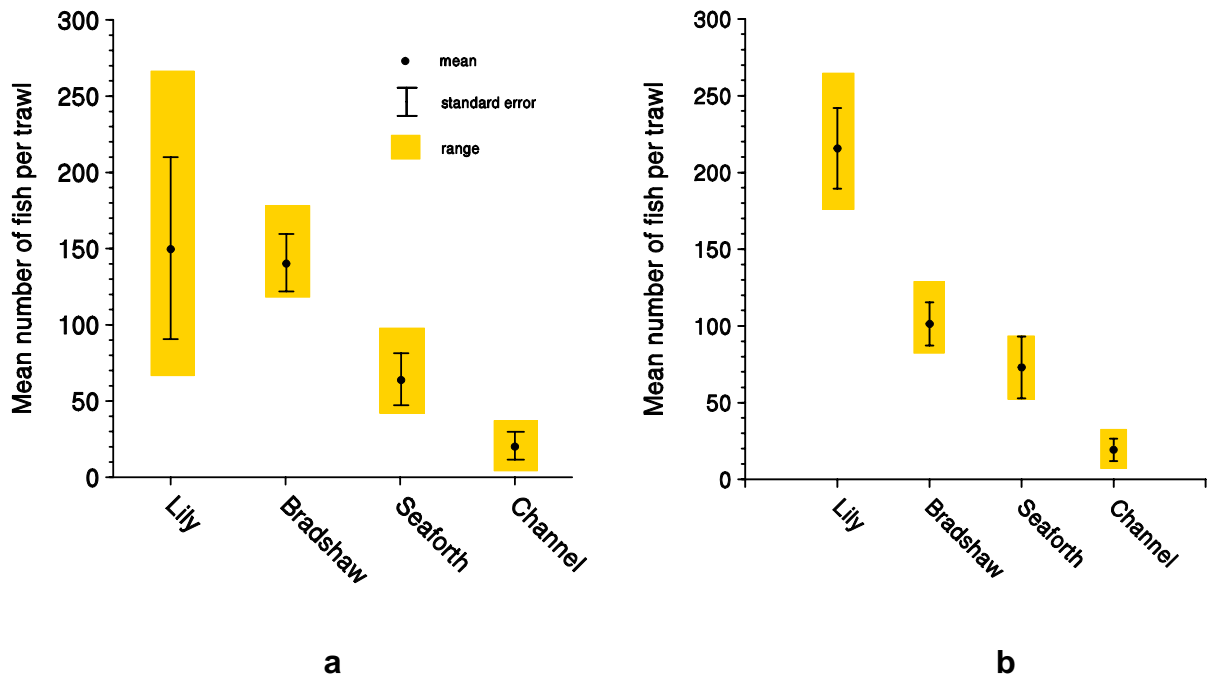 Mean number of fish per trawl
300
250
200
150
100
50
0
mean
standard error
range
Lily
Bradshaw
Seaforth
Channel
a
Mean number of fish per trawl
300
250
200
150
100
50
0
Lily
Bradshaw
Seaforth
Channel
b